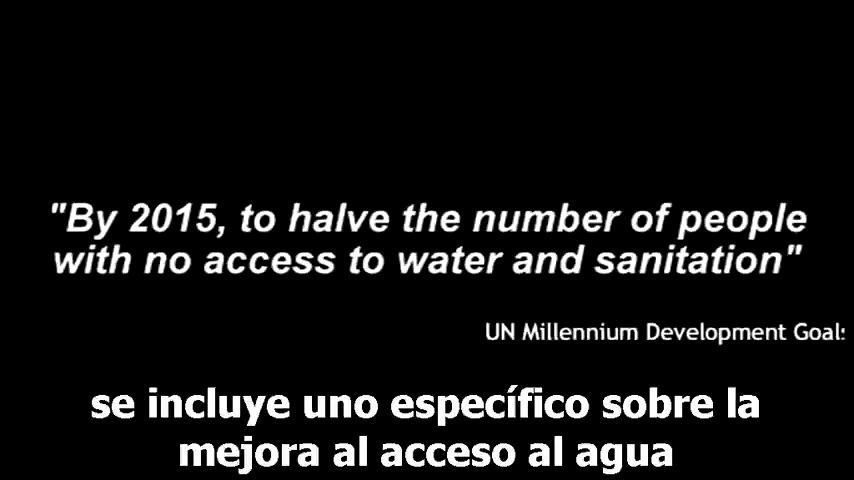 "By 2015, to halve the number of people
with no access to water and sanitation"
UN Millennium Development Goals
se incluye uno específico sobre la
mejora al acceso al agua